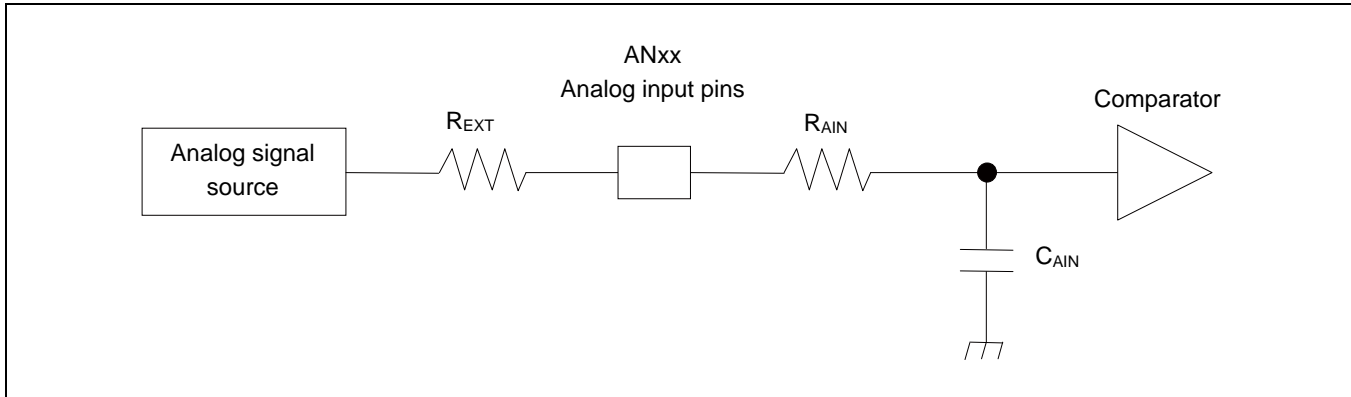 ANxx
Analog input pins
Comparator
REXT
RAIN
Analog signal
source
CAIN